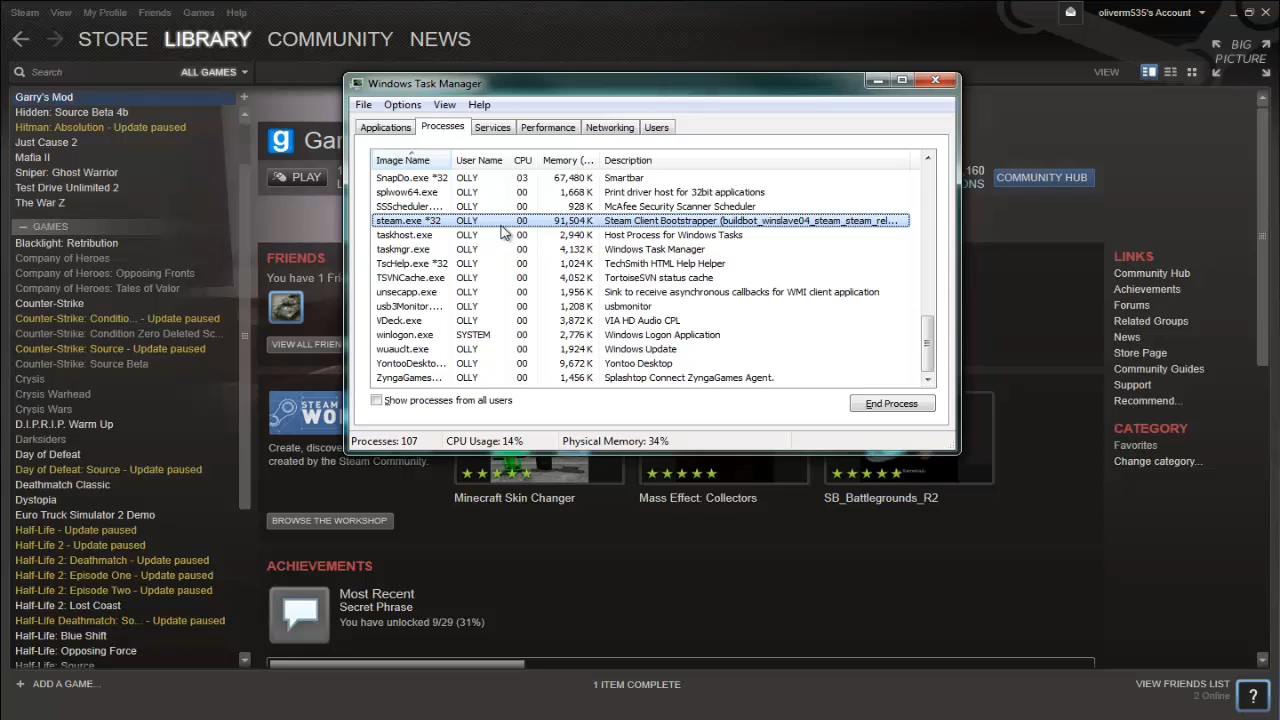 Steam View My Profile Friends Games Help
oliverm535's Account
STORE LIBRARY COMMUNITY NEWS
BIG PICTURE
Search ALL GAMES
VIEW
Garry's Mod
Hidden: Source Beta 4b
Hitman: Absolution - Update paused
Just Cause 2
Mafia II
Sniper: Ghost Warrior
Test Drive Unlimited 2
The War Z
GAMES
Blacklight: Retribution
Company of Heroes
Company of Heroes: Opposing Fronts
Company of Heroes: Tales of Valor
Counter-Strike
Counter-Strike: Conditio... - Update paused
Counter-Strike: Condition Zero Deleted Sc...
Counter-Strike: Source - Update paused
Counter-Strike: Source Beta
Crysis
Crysis Warhead
Crysis Wars
D.I.P.R.I.P. Warm Up
Darksiders
Day of Defeat
Day of Defeat: Source - Update paused
Deathmatch Classic
Dystopia
Euro Truck Simulator 2 Demo
Half-Life - Update paused
Half-Life 2 - Update paused
Half-Life 2: Deathmatch - Update paused
Half-Life 2: Episode One - Update paused
Half-Life 2: Episode Two - Update paused
Half-Life 2: Lost Coast
Half-Life Deathmatch: So... - Update paused
Half-Life: Blue Shift
Half-Life: Opposing Force
Half-Life: Source
+ ADD A GAME...
g Gar
PLAY
160
COMMUNITY HUB
FRIENDS
You have 1 Frien
VIEW ALL FRIEN
STEAM
WO
Create, discov
created by the Steam Community.
Minecraft Skin Changer
Mass Effect: Collectors
SB_Battlegrounds_R2
BROWSE THE WORKSHOP
ACHIEVEMENTS
Most Recent
Secret Phrase
You have unlocked 9/29 (31%)
Windows Task Manager
File Options View Help
Applications Processes Services Performance Networking Users
Image Name User Name CPU Memory (... Description
SnapDo.exe *32 OLLY 03 67,480 K Smartbar
splwow64.exe OLLY 00 1,668 K Print driver host for 32bit applications
SSScheduler.... OLLY 00 928 K McAfee Security Scanner Scheduler
steam.exe *32 OLLY 00 91,504 K Steam Client Bootstrapper (buildbot_winslave04_steam_steam_rel...
taskhost.exe OLLY 00 2,940 K Host Process for Windows Tasks
taskmgr.exe OLLY 00 4,132 K Windows Task Manager
TscHelp.exe *32 OLLY 00 1,024 K TechSmith HTML Help Helper
TSVNCache.exe OLLY 00 4,052 K TortoiseSVN status cache
unsecapp.exe OLLY 00 1,956 K Sink to receive asynchronous callbacks for WMI client application
usb3Monitor.... OLLY 00 1,208 K usbmonitor
VDeck.exe OLLY 00 3,872 K VIA HD Audio CPL
winlogon.exe SYSTEM 00 2,776 K Windows Logon Application
wuauclt.exe OLLY 00 1,924 K Windows Update
YontooDeskto... OLLY 00 9,672 K Yontoo Desktop
ZyngaGames... OLLY 00 1,456 K Splashtop Connect ZyngaGames Agent.
Show processes from all users
End Process
Processes: 107 CPU Usage: 14% Physical Memory: 34%
LINKS
Community Hub
Achievements
Forums
Related Groups
News
Store Page
Community Guides
Support
Recommend...
CATEGORY
Favorites
Change category...
1 ITEM COMPLETE
VIEW FRIENDS LIST
2 Online
?